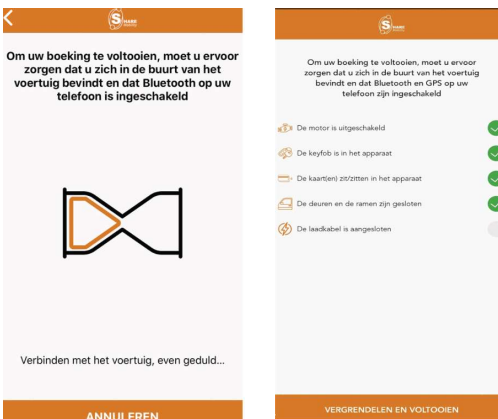 SHARE
Om uw boeking te voltooien, moet u ervoor
zorgen dat u zich in de buurt van het
voertuig bevindt en dat Bluetooth op uw
telefoon is ingeschakeld
Verbinden met het voertuig, even geduld...
ANNULEREN
SHARE
Om uw boeking te voltooien, moet u ervoor
zorgen dat u zich in de buurt van het voertuig
bevindt en dat Bluetooth en GPS op uw
telefoon zijn ingeschakeld
De motor is uitgeschakeld
De keyfob is in het apparaat
De kaart(en) zit/zitten in het apparaat
De deuren en de ramen zijn gesloten
De laadkabel is aangesloten
VERGRENDELEN EN VOLTOOIEN